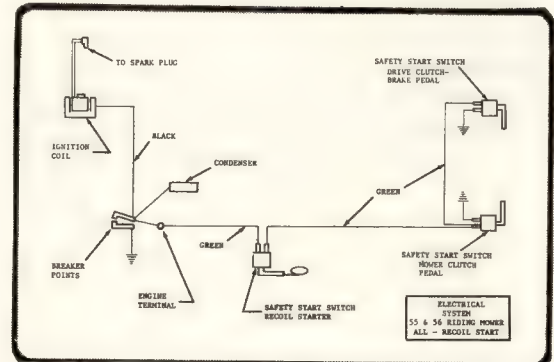 TO SPARK PLUG
IGNITION
COIL
BLACK
CONDENSER
BREAKER
POINTS
ENGINE
TERMINAL
GREEN
SAFETY START SWITCH
RECOIL STARTER
GREEN
SAFETY START SWITCH
DRIVE CLUTCH-
BRAKE PEDAL
SAFETY START SWITCH
MOWER CLUTCH
PEDAL
ELECTRICAL
SYSTEM
55 & 56 RIDING MOWER
ALL - RECOIL START